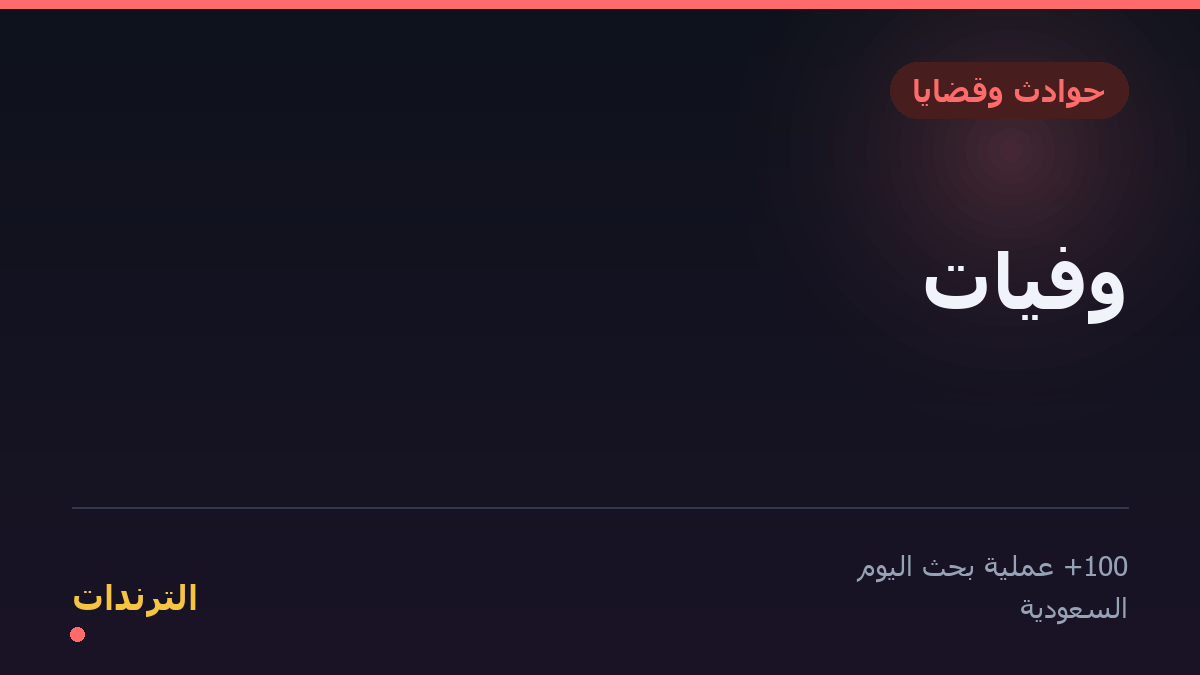 حوادث وقضايا
وفيات
100+ عملية بحث اليوم
السعودية
الترندات